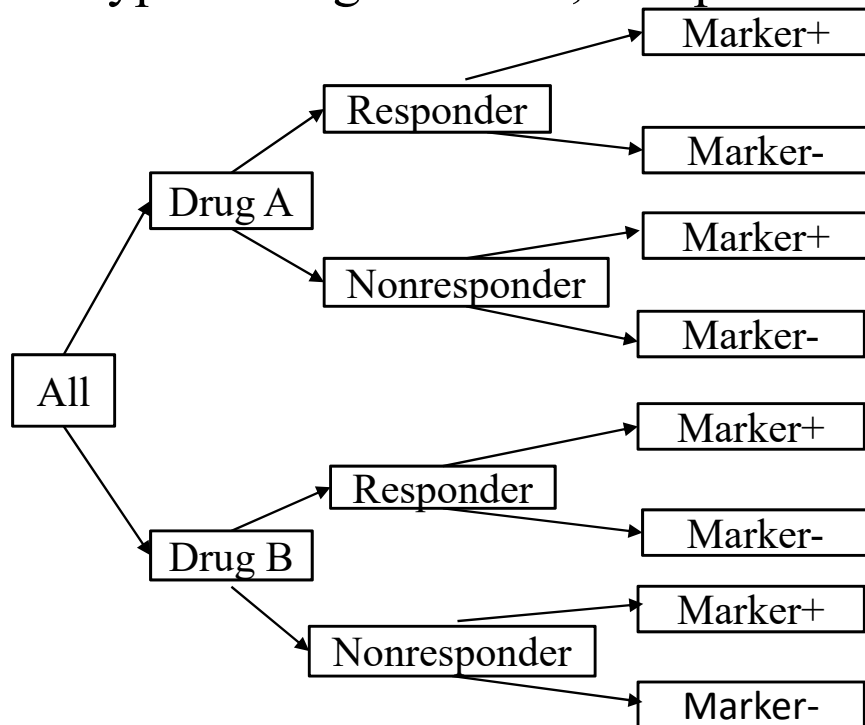 Marker+
Responder
Marker-
Drug A
Marker+
Nonresponder
Marker-
All
Marker+
Responder
Marker-
Drug B
Marker+
Nonresponder
Marker-